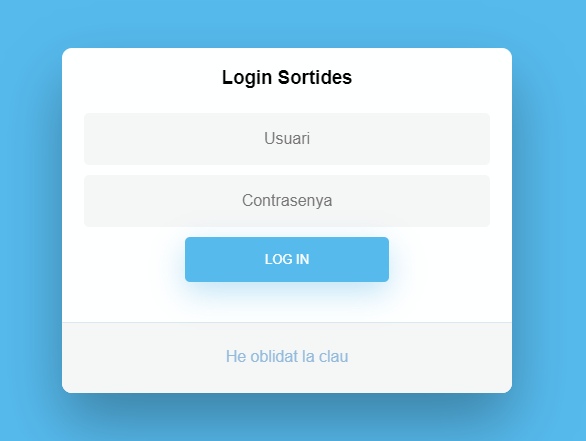 Login Sortides
Usuari
Contrasenya
LOG IN
He oblidat la clau